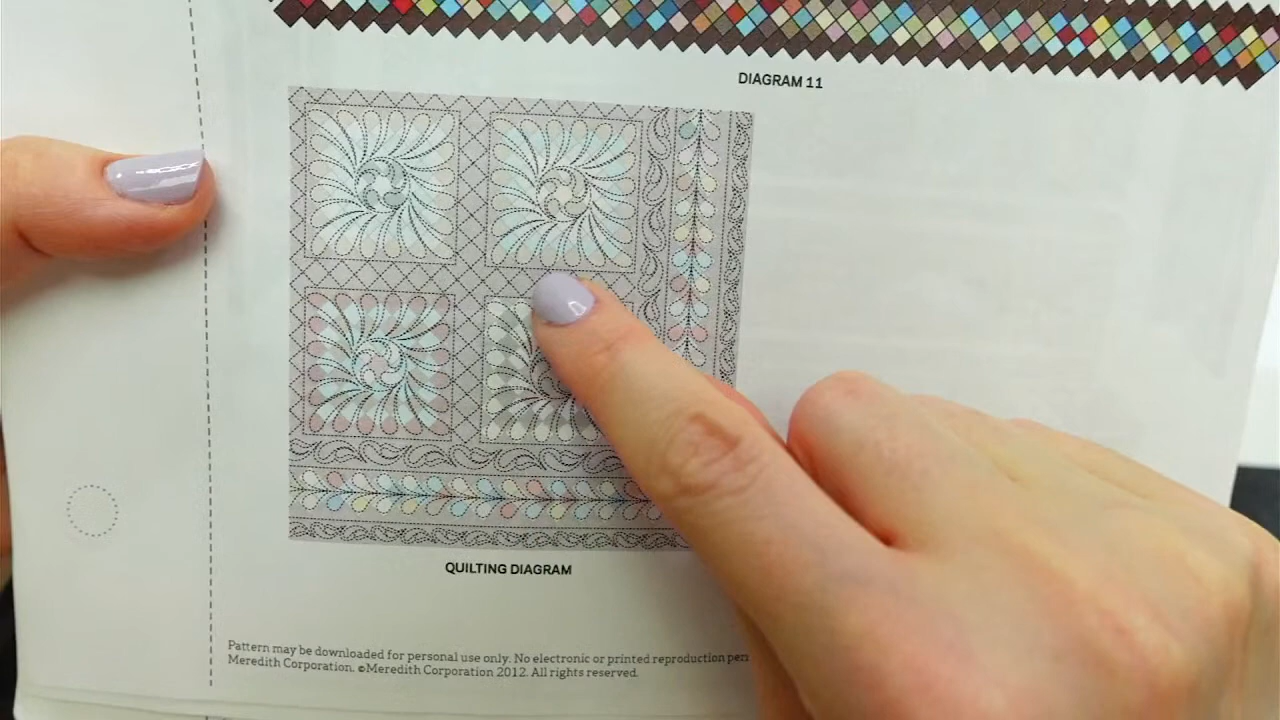 DIAGRAM 11
QUILTING DIAGRAM
Pattern may be downloaded for personal use only. No electronic or printed reproduction
Meredith Corporation. ©Meredith Corporation 2012. All rights reserved.